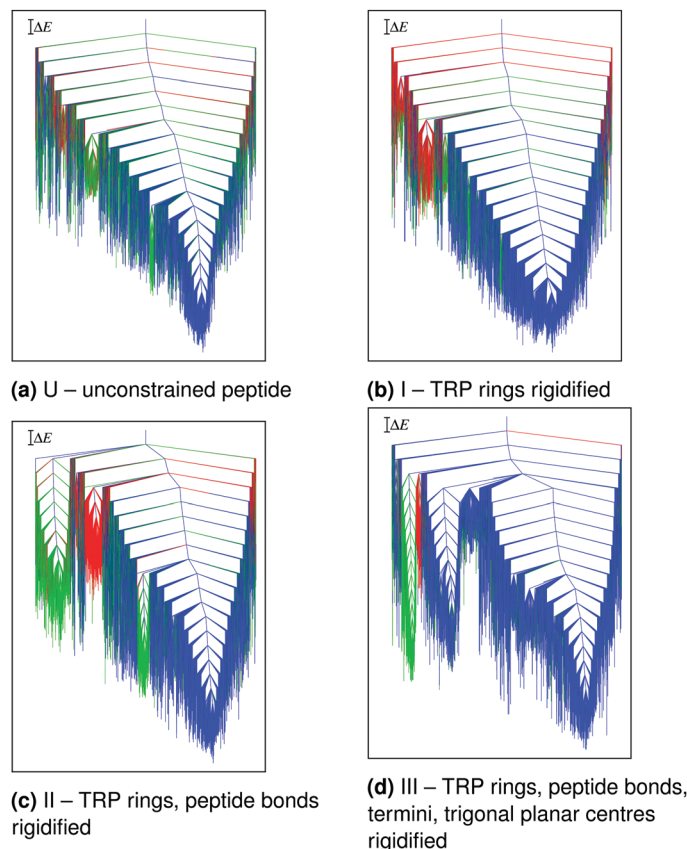 ΔE
ΔE
(a) U – unconstrained peptide
(b) I – TRP rings rigidified
ΔE
ΔE
(c) II – TRP rings, peptide bonds
rigidified
(d) III – TRP rings, peptide bonds,
termini, trigonal planar centres
rigidified